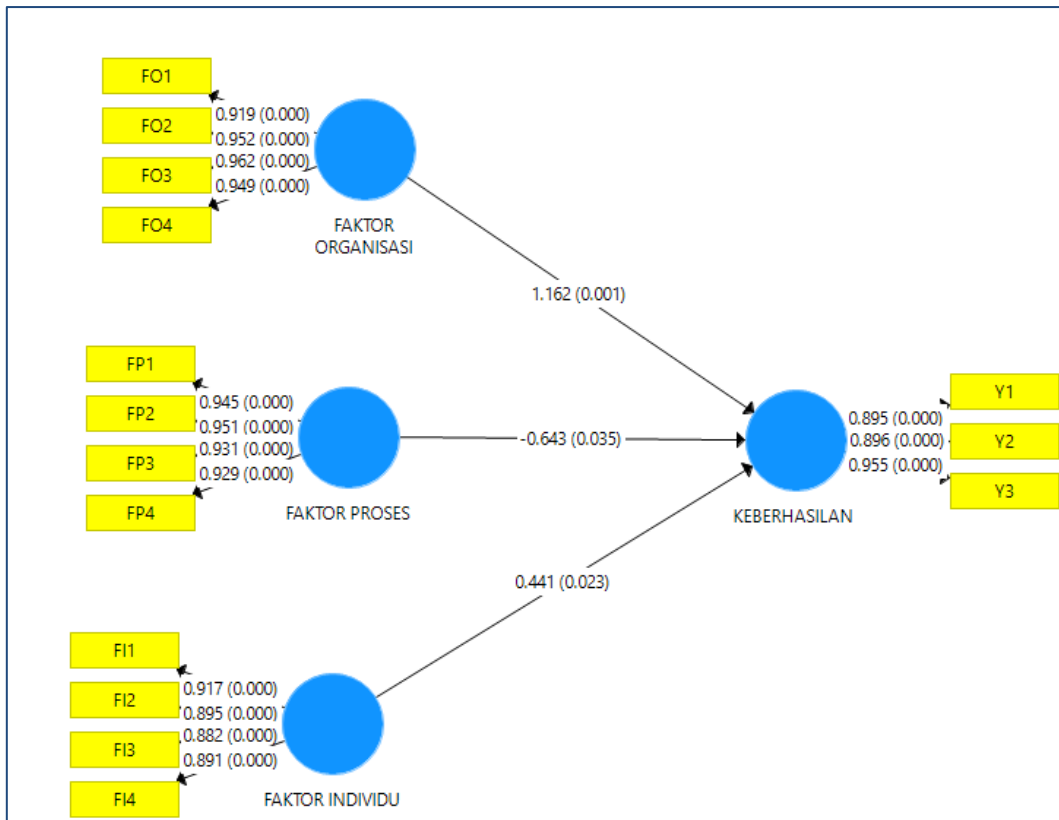 FO1
0.919 (0.000)
FO2
0.952 (0.000)
0.962 (0.000)
FO3
0.949 (0.000)
FO4
FAKTOR
ORGANISASI
1.162 (0.001)
FP1
0.945 (0.000)
FP2
0.951 (0.000)
0.931 (0.000)
FP3
0.929 (0.000)
FP4
FAKTOR PROSES
-0.643 (0.035)
Y1
0.895 (0.000)
0.896 (0.000)
Y2
0.955 (0.000)
Y3
KEBERHASILAN
0.441 (0.023)
FI1
0.917 (0.000)
FI2
0.895 (0.000)
0.882 (0.000)
FI3
0.891 (0.000)
FI4
FAKTOR INDIVIDU